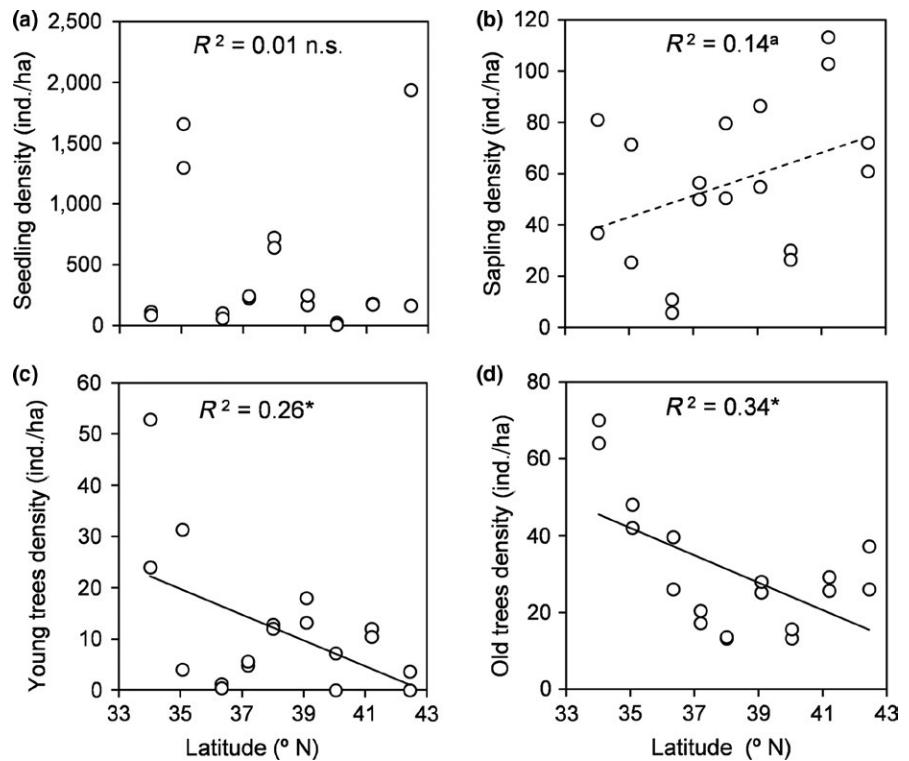 (a)
R² = 0.01 n.s.
Seedling density (ind./ha)
2,500
2,000
1,500
1,000
500
0
(b)
R² = 0.14ᵃ
Sapling density (ind./ha)
120
100
80
60
40
20
0
(c)
R² = 0.26*
Young trees density (ind./ha)
60
50
40
30
20
10
0
33 35 37 39 41 43
Latitude (° N)
(d)
R² = 0.34*
Old trees density (ind./ha)
80
60
40
20
0
33 35 37 39 41 43
Latitude (° N)